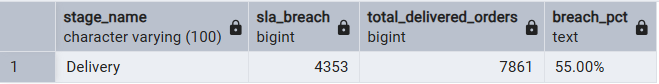 stage_name sla_breach total_delivered_orders breach_pct
character varying (100) bigint bigint text
1 Delivery 4353 7861 55.00%